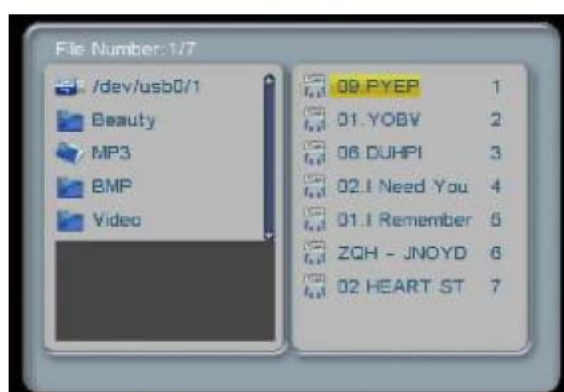 File Number:1/7
/dev/usb0/1
Beauty
MP3
BMP
Video
09.PYEP 1
01.YOBV 2
06.DUHPI 3
02.I Need You 4
01.I Remember 5
ZQH - JNOYD 6
02 HEART ST 7